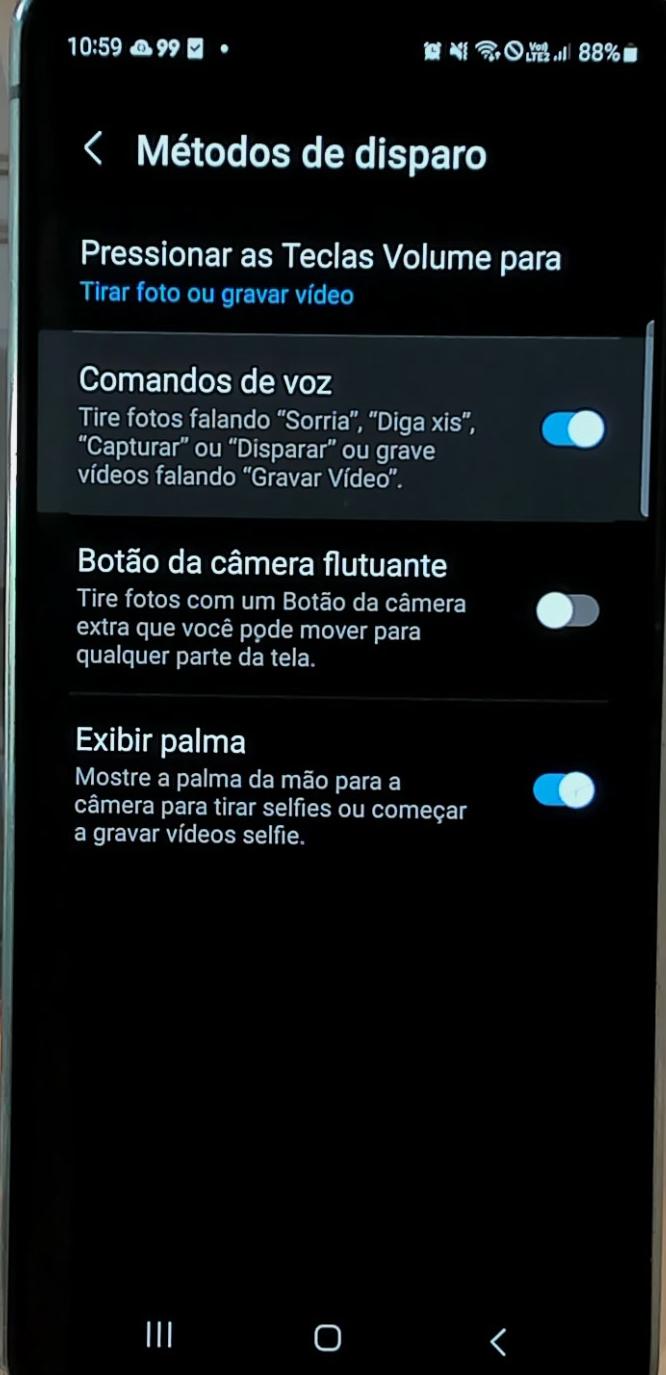 10:59 99 88%
Métodos de disparo
Pressionar as Teclas Volume para
Tirar foto ou gravar vídeo
Comandos de voz
Tire fotos falando “Sorria”, “Diga xis”,
“Capturar” ou “Disparar” ou grave
vídeos falando “Gravar Vídeo”.
Botão da câmera flutuante
Tire fotos com um Botão da câmera
extra que você pode mover para
qualquer parte da tela.
Exibir palma
Mostre a palma da mão para a
câmera para tirar selfies ou começar
a gravar vídeos selfie.